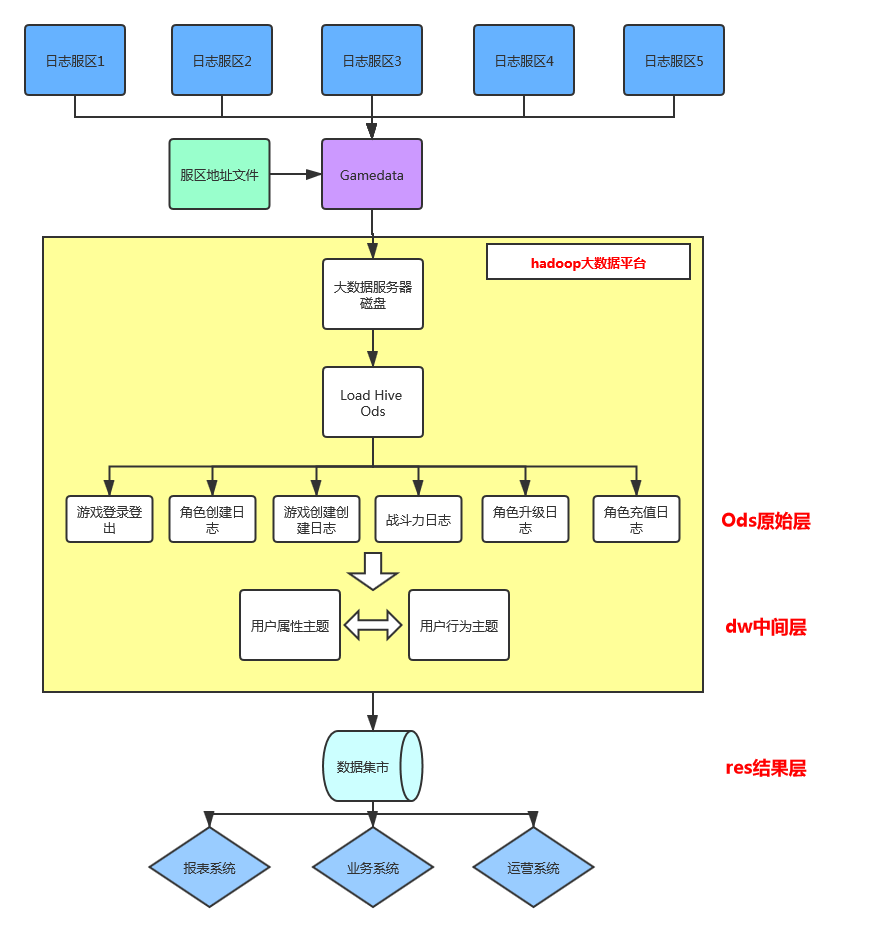 日志服区1
日志服区2
日志服区3
日志服区4
日志服区5
服区地址文件
Gamedata
hadoop大数据平台
大数据服务器
磁盘
Load Hive
Ods
游戏登录登
出
角色创建日
志
游戏创建创
建日志
战斗力日志
角色升级日
志
角色充值日
志
Ods原始层
用户属性主题
用户行为主题
dw中间层
数据集市
res结果层
报表系统
业务系统
运营系统